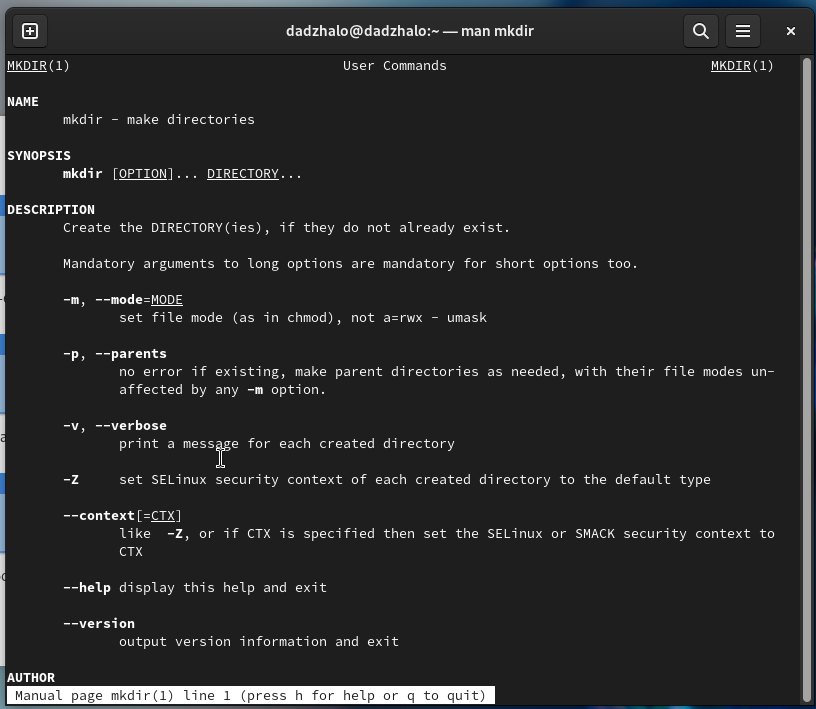 dadzhalo@dadzhalo:~ — man mkdir
MKDIR(1) User Commands MKDIR(1)
NAME
mkdir - make directories
SYNOPSIS
mkdir [OPTION]... DIRECTORY...
DESCRIPTION
Create the DIRECTORY(ies), if they do not already exist.
Mandatory arguments to long options are mandatory for short options too.
-m, --mode=MODE
set file mode (as in chmod), not a=rwx - umask
-p, --parents
no error if existing, make parent directories as needed, with their file modes un-
affected by any -m option.
-v, --verbose
print a message for each created directory
-Z set SELinux security context of each created directory to the default type
--context[=CTX]
like -Z, or if CTX is specified then set the SELinux or SMACK security context to
CTX
--help display this help and exit
--version
output version information and exit
AUTHOR
Manual page mkdir(1) line 1 (press h for help or q to quit)